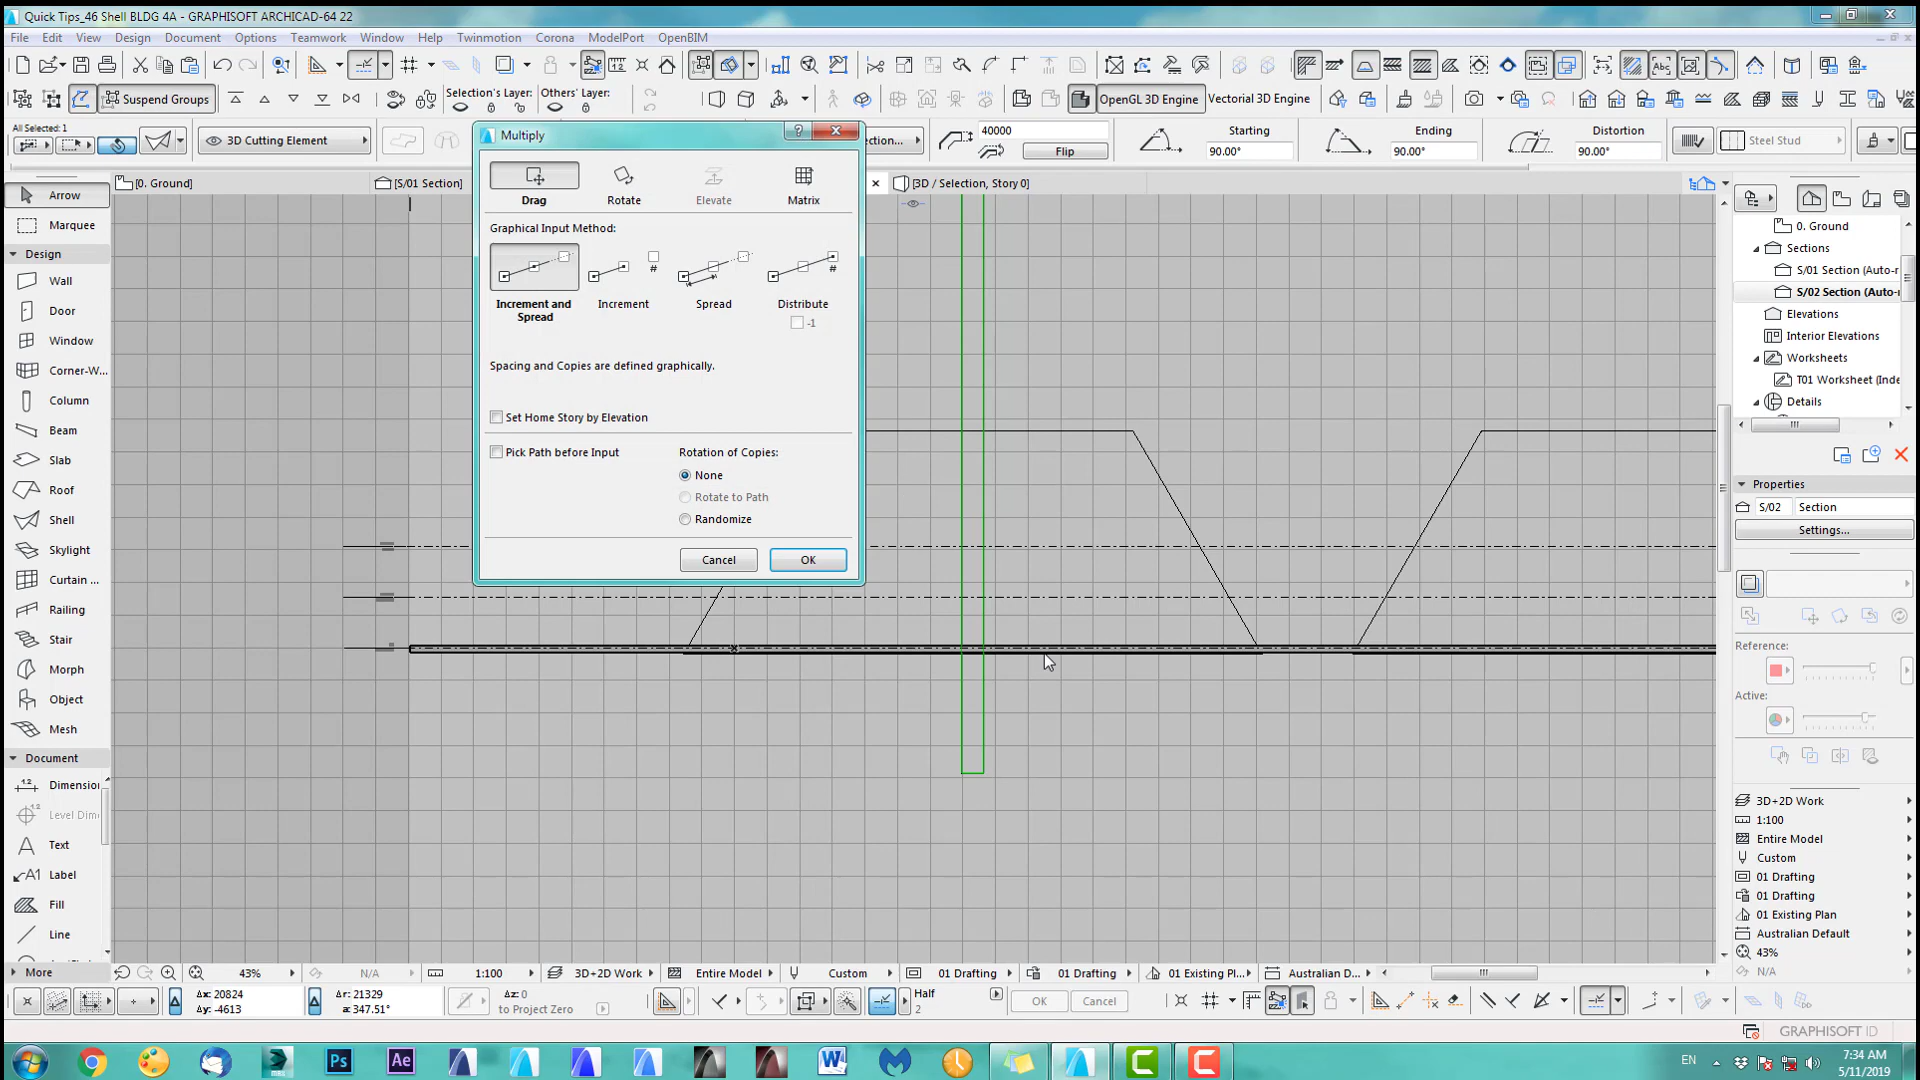 Quick Tips_46 Shell BLDG 4A - GRAPHISOFT ARCHICAD-64 22
File Edit View Design Document Options Teamwork Window Help Twinmotion Corona ModelPort OpenBIM
Suspend Groups
Selection's Layer:
Others' Layer:
OpenGL 3D Engine
Vectorial 3D Engine
All Selected: 1
3D Cutting Element
ection...
40000
Flip
Starting
90.00°
Ending
90.00°
Distortion
90.00°
Steel Stud
[0. Ground]
[S/01 Section]
[3D / Selection, Story 0]
Arrow
Marquee
Design
Wall
Door
Window
Corner-W...
Column
Beam
Slab
Roof
Shell
Skylight
Curtain ...
Railing
Stair
Morph
Object
Mesh
Document
Dimension
Level Dim
Text
A1 Label
Fill
Line
More
Multiply
Drag
Rotate
Elevate
Matrix
Graphical Input Method:
Increment and Spread
Increment
Spread
Distribute
-1
Spacing and Copies are defined graphically.
Set Home Story by Elevation
Pick Path before Input
Rotation of Copies:
None
Rotate to Path
Randomize
Cancel
OK
0. Ground
Sections
S/01 Section (Auto-r
S/02 Section (Auto-
Elevations
Interior Elevations
Worksheets
T01 Worksheet (Inde
Details
Properties
S/02
Section
Settings...
Reference:
Active:
3D+2D Work
1:100
Entire Model
Custom
01 Drafting
01 Drafting
01 Existing Plan
Australian Default
43%
N/A
43%
N/A
1:100
3D+2D Work
Entire Model
Custom
01 Drafting
01 Drafting
01 Existing Pl...
Australian D...
Δx: 20824
Δy: -4613
Δr: 21329
a: 347.51°
Δz: 0
to Project Zero
Half
2
OK
Cancel
GRAPHISOFT ID
Ps
Ae
EN
7:34 AM
5/11/2019